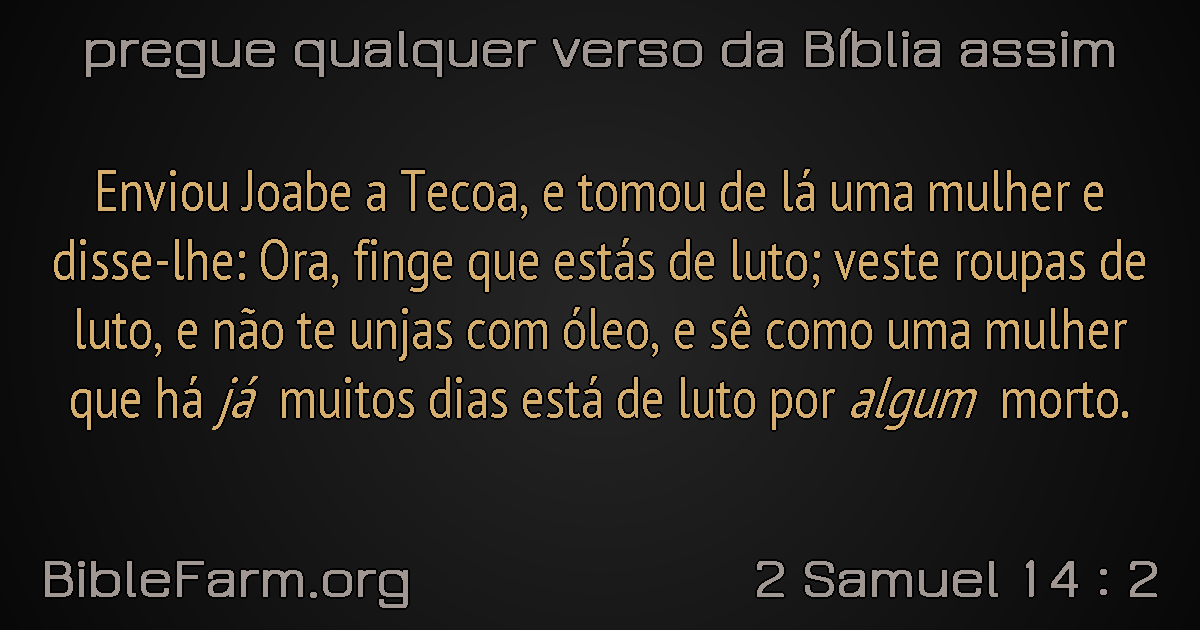 pregue qualquer verso da Bíblia assim
Enviou Joabe a Tecoa, e tomou de lá uma mulher e
disse-lhe: Ora, finge que estás de luto; veste roupas de
luto, e não te unjas com óleo, e sê como uma mulher
que há já muitos dias está de luto por algum morto.
BibleFarm.org
2 Samuel 14 : 2